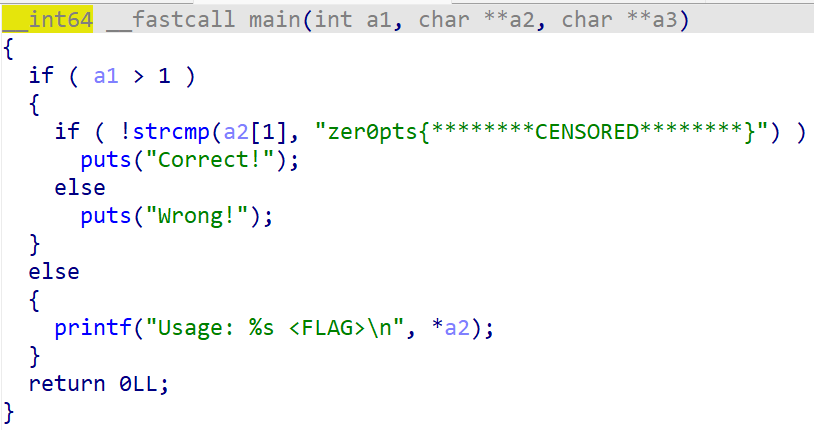 __int64 __fastcall main(int a1, char **a2, char **a3)
{
  if ( a1 > 1 )
  {
    if ( !strcmp(a2[1], "zer0pts{********CENSORED********}") )
      puts("Correct!");
    else
      puts("Wrong!");
  }
  else
  {
    printf("Usage: %s <FLAG>\n", *a2);
  }
  return 0LL;
}